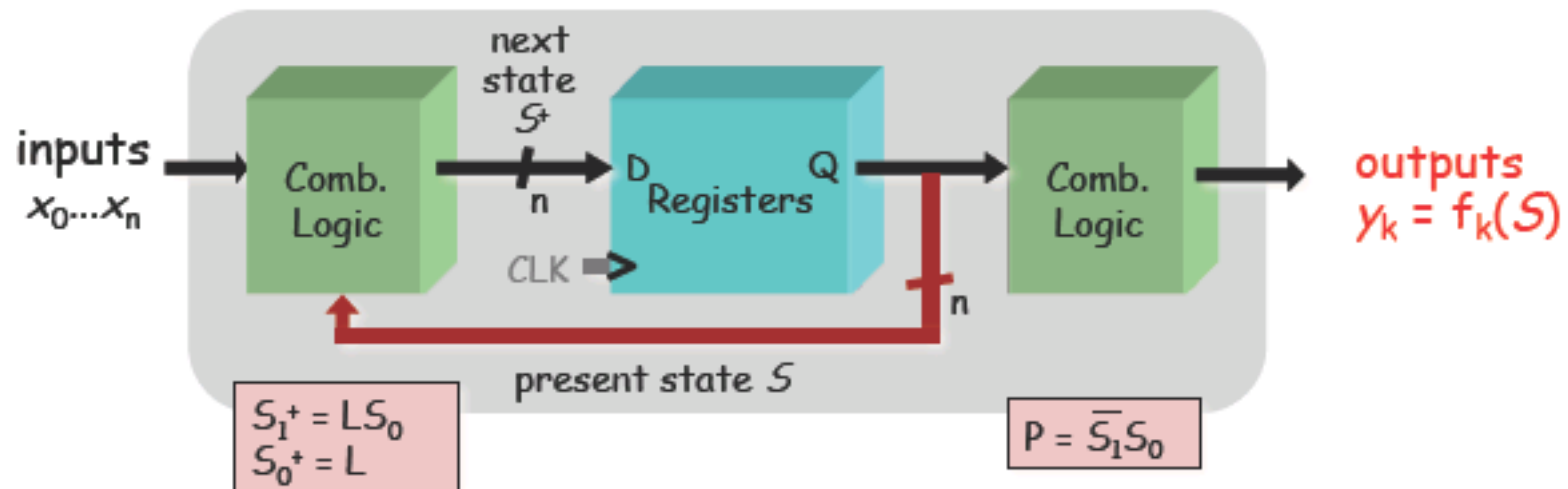 inputs
x₀...xₙ
Comb.
Logic
next
state
S⁺
n
D
Q
Registers
CLK
n
Comb.
Logic
outputs
yₖ = fₖ(S)
present state S
S₁⁺ = LS₀
S₀⁺ = L
P = S̅₁S₀